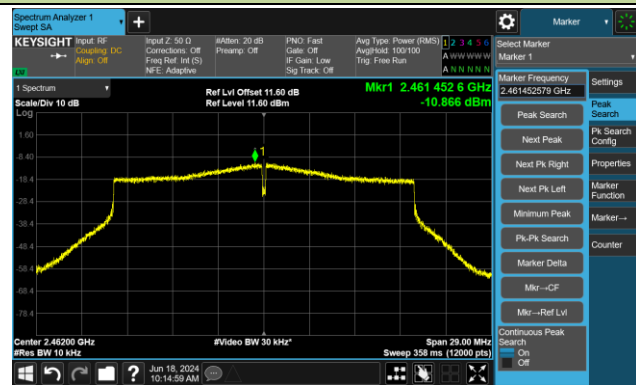 Spectrum Analyzer 1
Swept SA
Marker
KEYSIGHT
Input: RF
Coupling: DC
Align: Off
Input Z: 50 Ω
Corrections: Off
Freq Ref: Int (S)
NFE: Adaptive
#Atten: 20 dB
Preamp: Off
PNO: Fast
Gate: Off
IF Gain: Low
Sig Track: Off
Avg Type: Power (RMS)
Avg|Hold: 100/100
Trig: Free Run
1 2 3 4 5 6
A W W W W W
A N N N N N
Select Marker
Marker 1
1 Spectrum
Scale/Div 10 dB
Ref Lvl Offset 11.60 dB
Ref Level 11.60 dBm
Mkr1 2.461 452 6 GHz
-10.866 dBm
Log
1.60
-8.40
-18.4
-28.4
-38.4
-48.4
-58.4
-68.4
-78.4
1
Center 2.46200 GHz
#Res BW 10 kHz
#Video BW 30 kHz*
Span 29.00 MHz
Sweep 358 ms (12000 pts)
Marker Frequency
2.461452579 GHz
Peak Search
Next Peak
Next Pk Right
Next Pk Left
Minimum Peak
Pk-Pk Search
Marker Delta
Mkr→CF
Mkr→Ref Lvl
Continuous Peak
Search
On
Off
Settings
Peak
Search
Pk Search
Config
Properties
Marker
Function
Marker→
Counter
?
Jun 18, 2024
10:14:59 AM